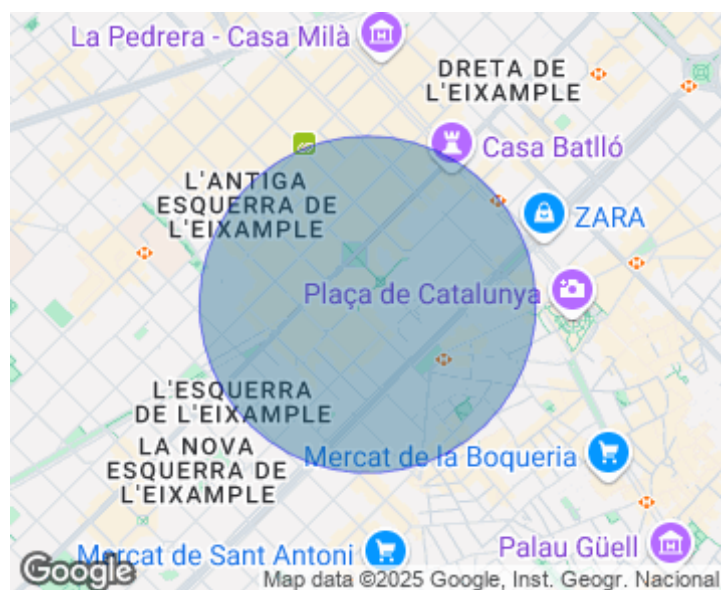 La Pedrera - Casa Milà
DRETA DE
L'EIXAMPLE
Casa Batlló
L'ANTIGA
ESQUERRA DE
L'EIXAMPLE
ZARA
Plaça de Catalunya
L'ESQUERRA
DE L'EIXAMPLE
LA NOVA
ESQUERRA DE
L'EIXAMPLE
Mercat de la Boqueria
Mercat de Sant Antoni
Palau Güell
Google
Map data ©2025 Google, Inst. Geogr. Nacional